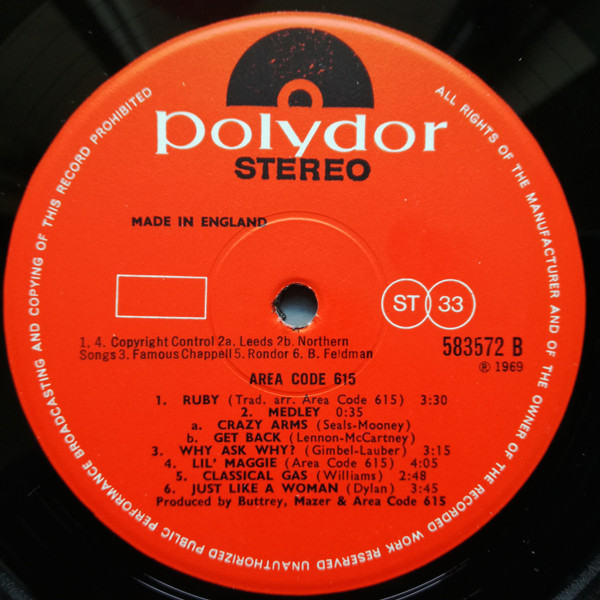 polydor
STEREO
MADE IN ENGLAND
ST 33
1, 4. Copyright Control 2a. Leeds 2b. Northern
Songs 3. Famous Chappell 5. Rondor 6. B. Feldman
583572 B
℗ 1969
AREA CODE 615
1. RUBY (Trad. arr. Area Code 615) 3:30
2. MEDLEY 0:35
a. CRAZY ARMS (Seals-Mooney)
b. GET BACK (Lennon-McCartney)
3. WHY ASK WHY? (Gimbel-Lauber) 3:15
4. LIL' MAGGIE (Area Code 615) 4:05
5. CLASSICAL GAS (Williams) 2:48
6. JUST LIKE A WOMAN (Dylan) 3:45
Produced by Buttrey, Mazer & Area Code 615
ALL RIGHTS OF THE MANUFACTURER AND OF THE OWNER OF THE RECORDED WORK RESERVED UNAUTHORIZED PUBLIC PERFORMANCE BROADCASTING AND COPYING OF THIS RECORD PROHIBITED